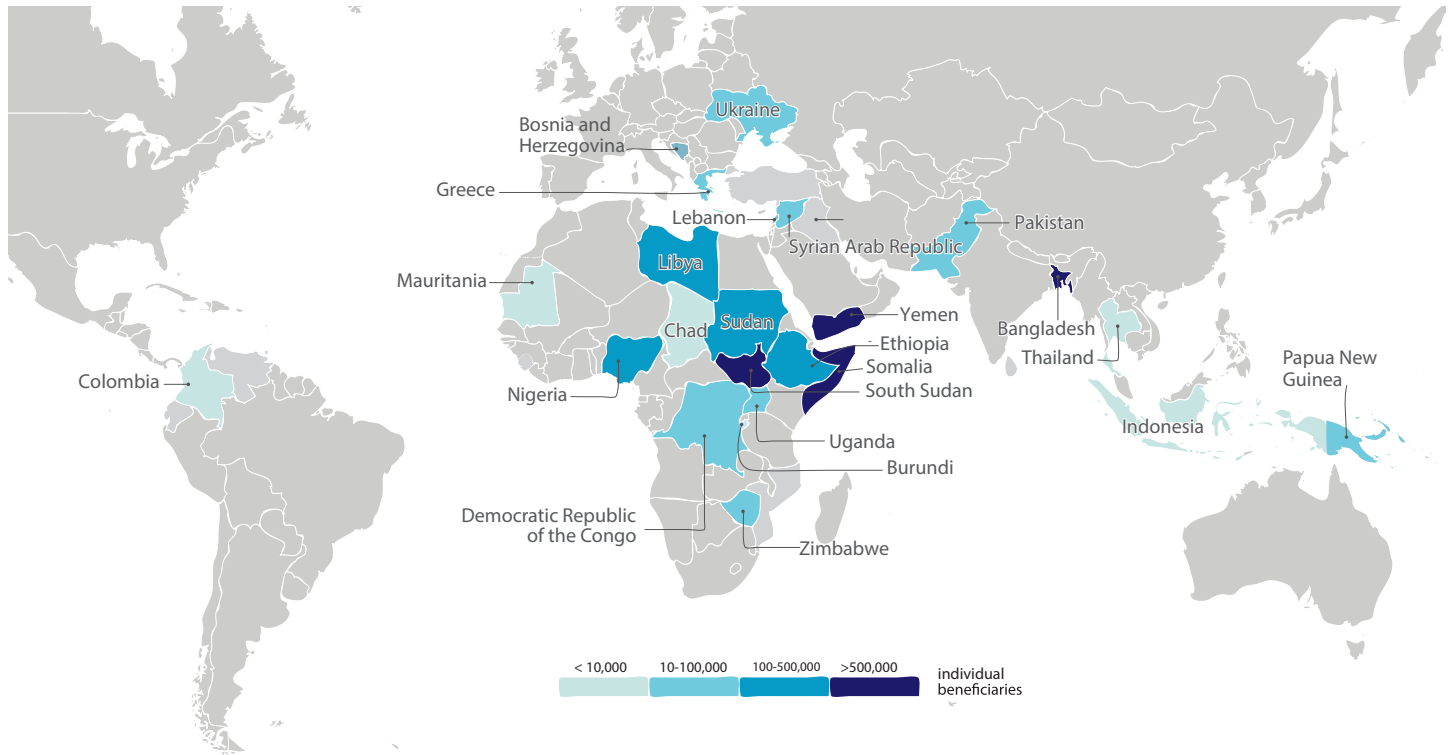 Ukraine
Bosnia and
Herzegovina
Greece
Lebanon
Pakistan
Syrian Arab Republic
Libya
Mauritania
Yemen
Chad
Sudan
Bangladesh
Ethiopia
Thailand
Papua New
Guinea
Somalia
Colombia
South Sudan
Nigeria
Indonesia
Uganda
Burundi
Democratic Republic
of the Congo
Zimbabwe
< 10,000
10-100,000
100-500,000
>500,000
individual
beneficiaries